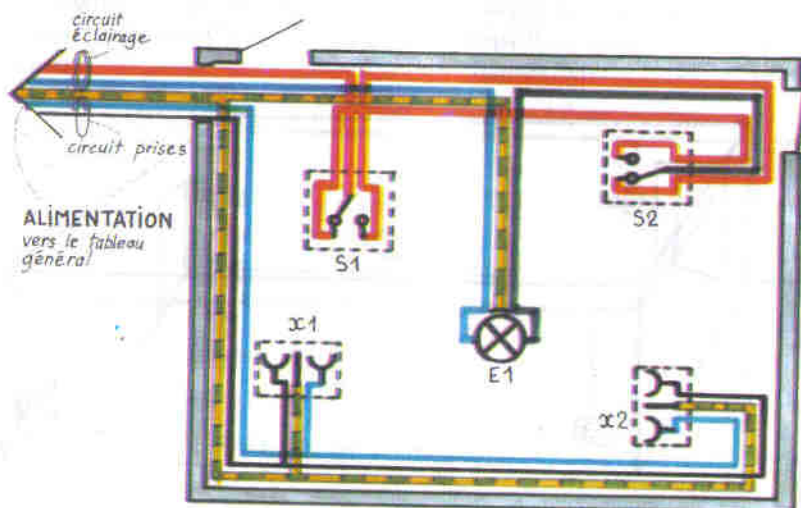 circuit
éclairage
circuit prises
ALIMENTATION
vers le tableau
général
S1
S2
x1
E1
x2